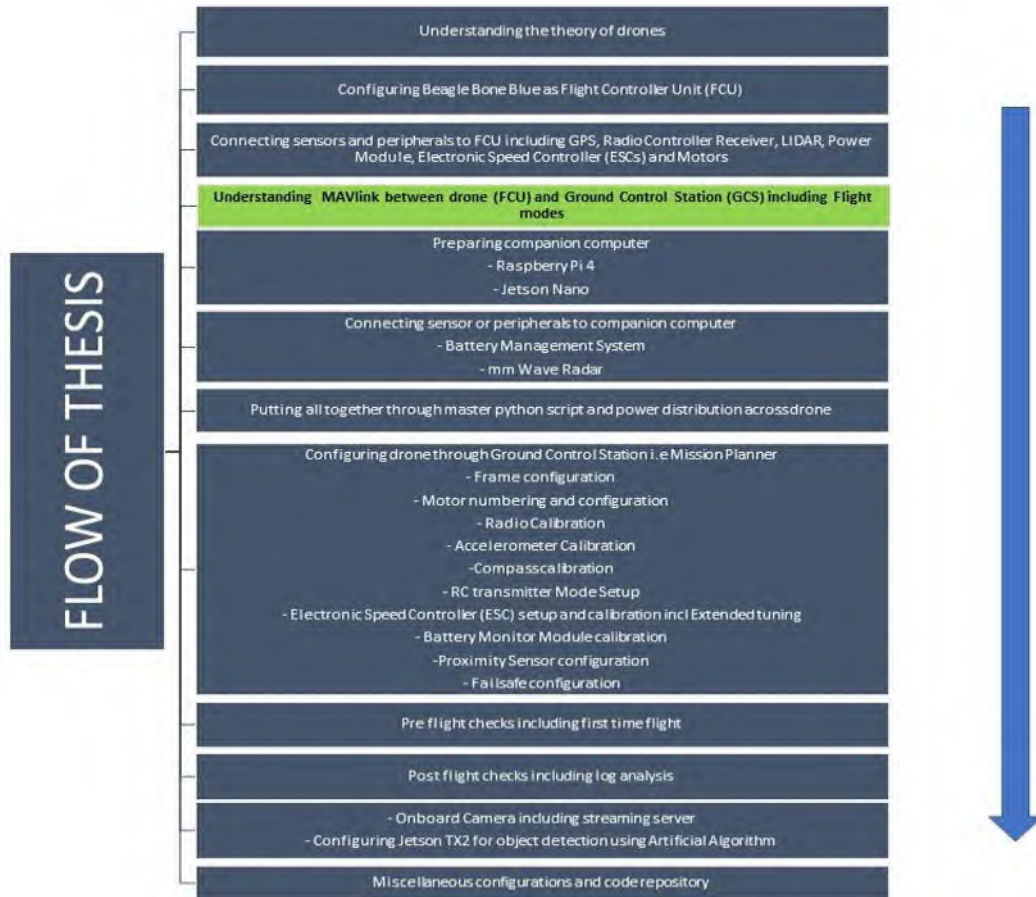 FLOW OF THESIS
Understanding the theory of drones
Configuring Beagle Bone Blue as Flight Controller Unit (FCU)
Connecting sensors and peripherals to FCU including GPS, Radio Controller Receiver, LIDAR, Power
Module, Electronic Speed Controller (ESCs) and Motors
Understanding MAVlink between drone (FCU) and Ground Control Station (GCS) including Flight
modes
Preparing companion computer
- Raspberry Pi 4
- Jetson Nano
Connecting sensor or peripherals to companion computer
- Battery Management System
- mm Wave Radar
Putting all together through master python script and power distribution across drone
Configuring drone through Ground Control Station i.e Mission Planner
- Frame configuration
- Motor numbering and configuration
- Radio Calibration
- Accelerometer Calibration
-Compass calibration
- RC transmitter Mode Setup
- Electronic Speed Controller (ESC) setup and calibration incl Extended tuning
- Battery Monitor Module calibration
-Proximity Sensor configuration
- Failsafe configuration
Pre flight checks including first time flight
Post flight checks including log analysis
- Onboard Camera including streaming server
- Configuring Jetson TX2 for object detection using Artificial Algorithm
Miscellaneous configurations and code repository